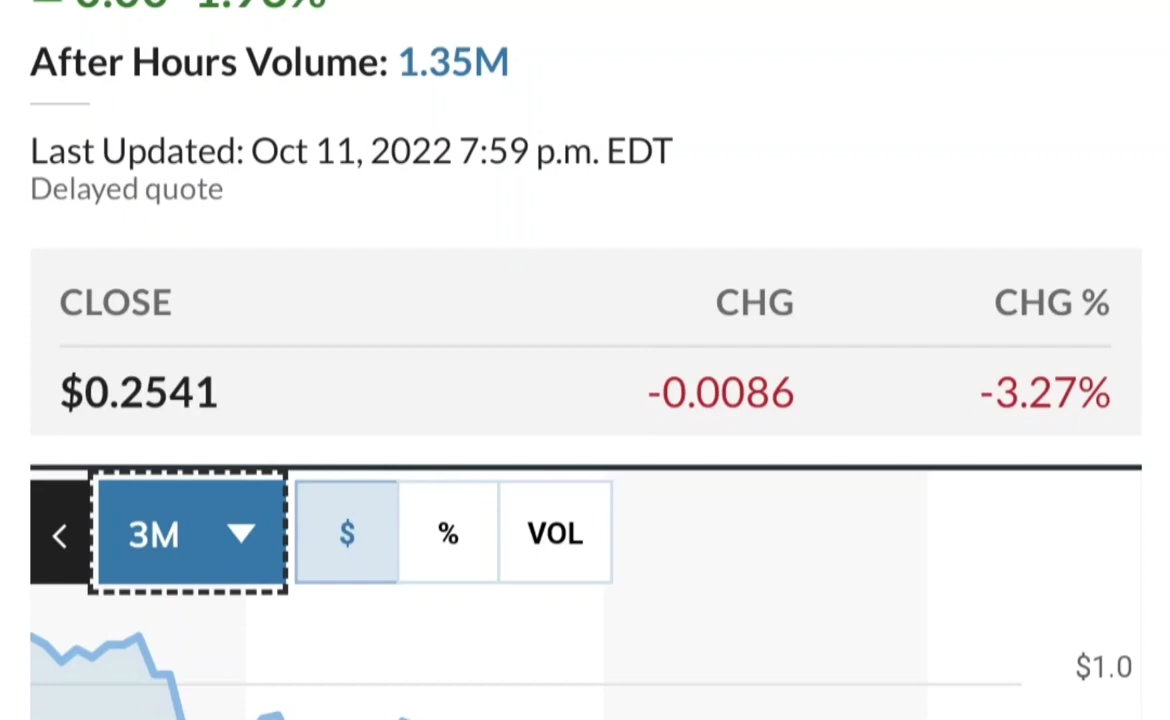 After Hours Volume: 1.35M
Last Updated: Oct 11, 2022 7:59 p.m. EDT
Delayed quote
CLOSE CHG CHG %
$0.2541 -0.0086 -3.27%
3M $ % VOL
$1.0